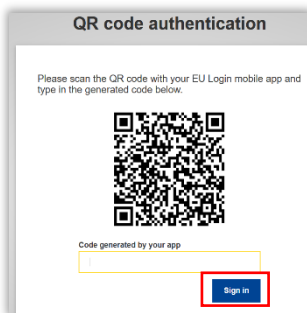 QR code authentication
Please scan the QR code with your EU Login mobile app and
type in the generated code below.
Code generated by your app
Sign in